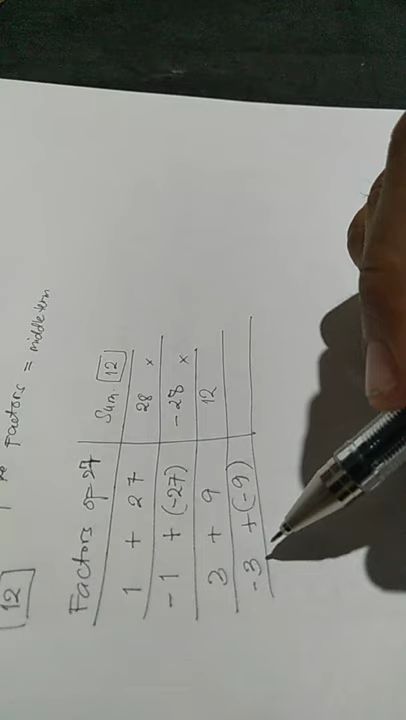 Factors = middle term
[12]
Factors of 27 Sum [12]
1 + 27 28 x
-1 + (-27) -28 x
3 + 9 12
-3 + (-9)